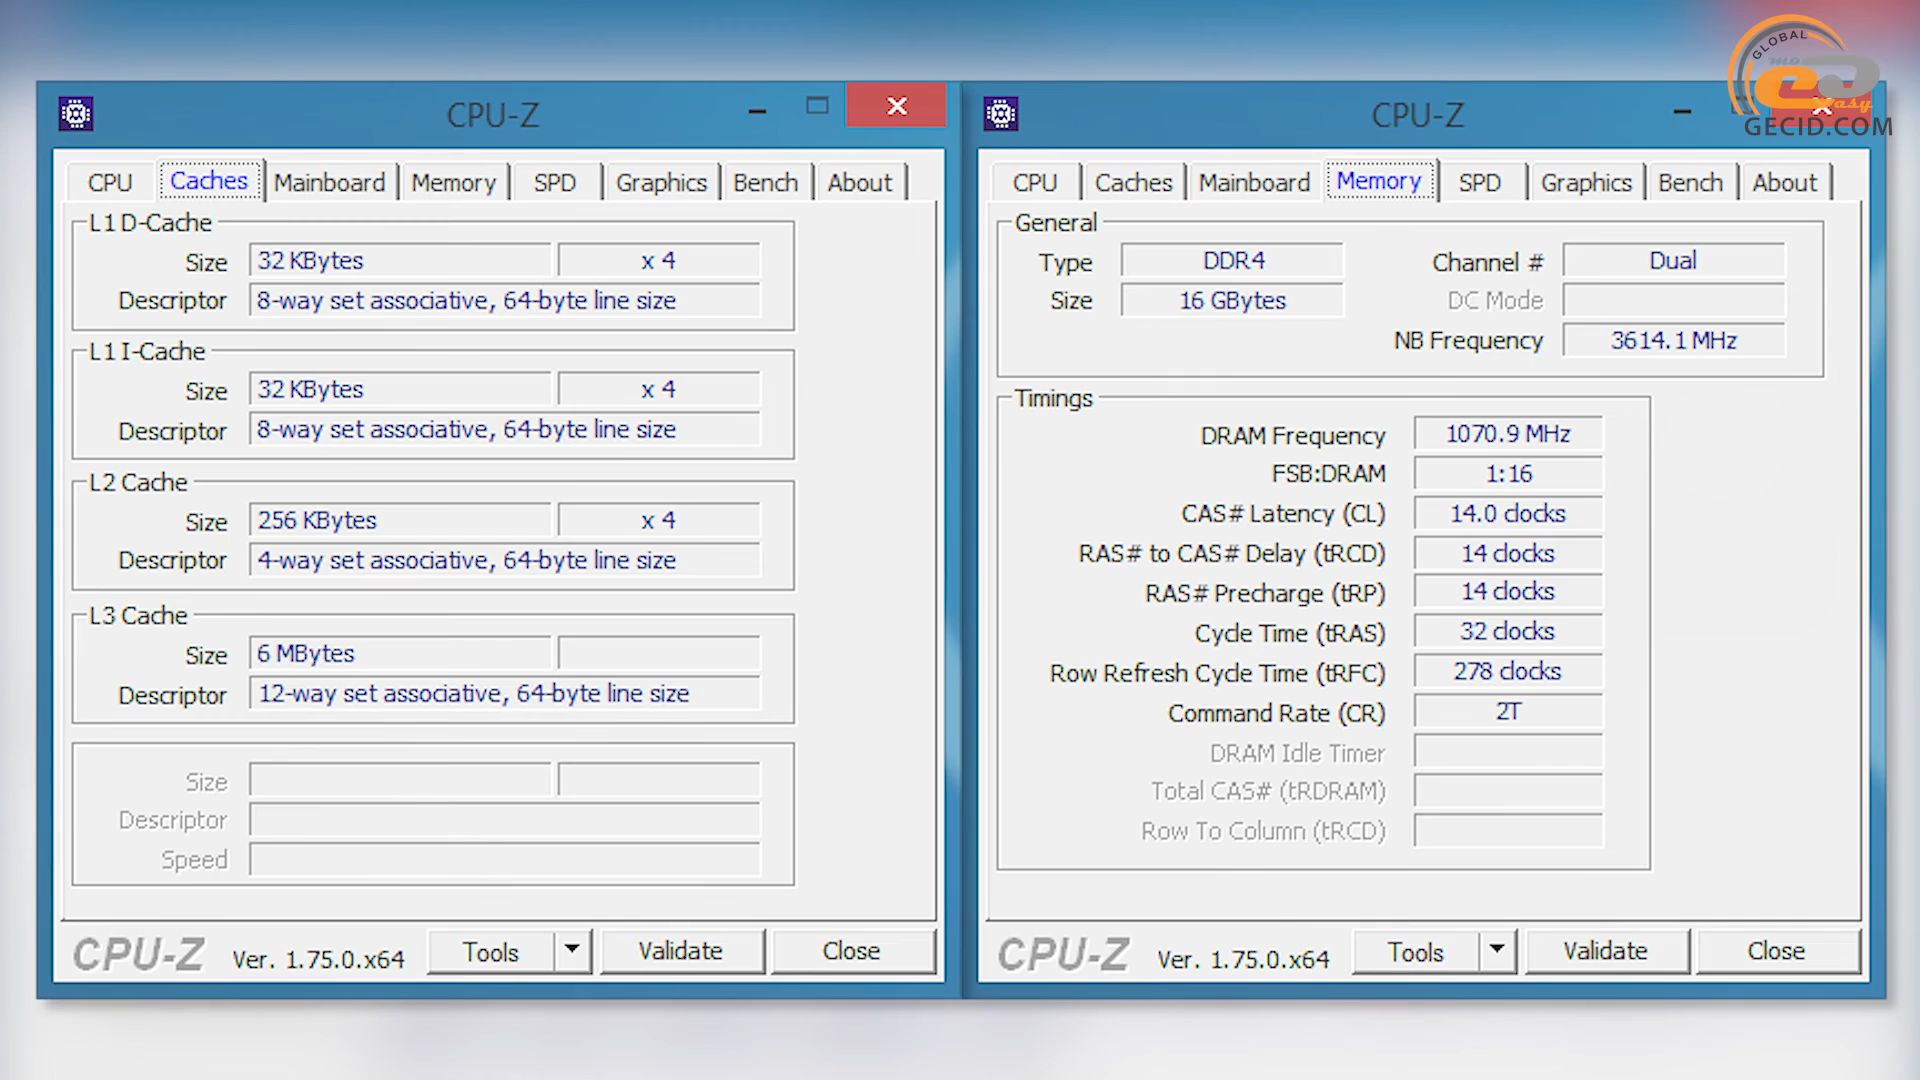 GLOBAL
easy
GECID.COM
CPU-Z
CPU Caches Mainboard Memory SPD Graphics Bench About
L1 D-Cache
Size 32 KBytes x 4
Descriptor 8-way set associative, 64-byte line size
L1 I-Cache
Size 32 KBytes x 4
Descriptor 8-way set associative, 64-byte line size
L2 Cache
Size 256 KBytes x 4
Descriptor 4-way set associative, 64-byte line size
L3 Cache
Size 6 MBytes
Descriptor 12-way set associative, 64-byte line size
Size
Descriptor
Speed
CPU-Z Ver. 1.75.0.x64 Tools Validate Close
CPU-Z
CPU Caches Mainboard Memory SPD Graphics Bench About
General
Type DDR4 Channel # Dual
Size 16 GBytes DC Mode
NB Frequency 3614.1 MHz
Timings
DRAM Frequency 1070.9 MHz
FSB:DRAM 1:16
CAS# Latency (CL) 14.0 clocks
RAS# to CAS# Delay (tRCD) 14 clocks
RAS# Precharge (tRP) 14 clocks
Cycle Time (tRAS) 32 clocks
Row Refresh Cycle Time (tRFC) 278 clocks
Command Rate (CR) 2T
DRAM Idle Timer
Total CAS# (tRDRAM)
Row To Column (tRCD)
CPU-Z Ver. 1.75.0.x64 Tools Validate Close